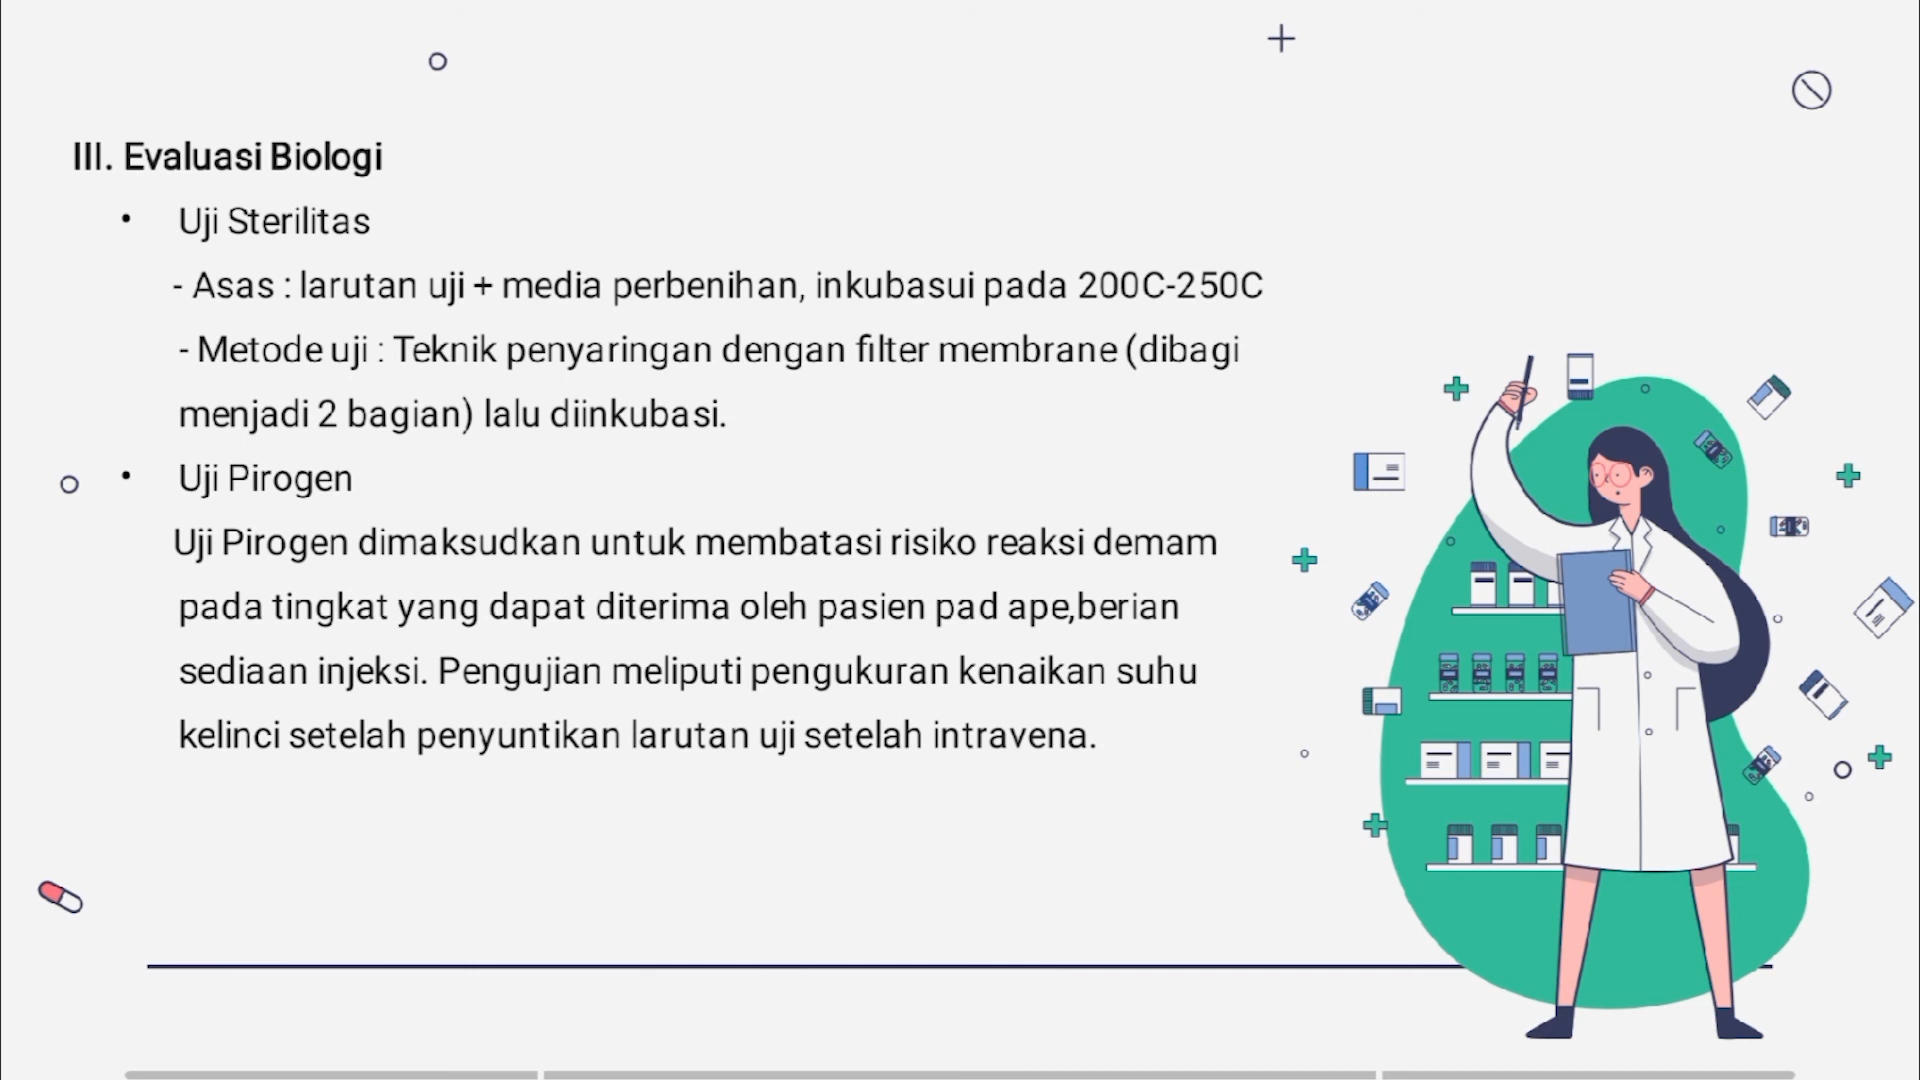 III. Evaluasi Biologi
• Uji Sterilitas
- Asas : larutan uji + media perbenihan, inkubasui pada 200C-250C
- Metode uji : Teknik penyaringan dengan filter membrane (dibagi
menjadi 2 bagian) lalu diinkubasi.
• Uji Pirogen
Uji Pirogen dimaksudkan untuk membatasi risiko reaksi demam
pada tingkat yang dapat diterima oleh pasien pad ape,berian
sediaan injeksi. Pengujian meliputi pengukuran kenaikan suhu
kelinci setelah penyuntikan larutan uji setelah intravena.